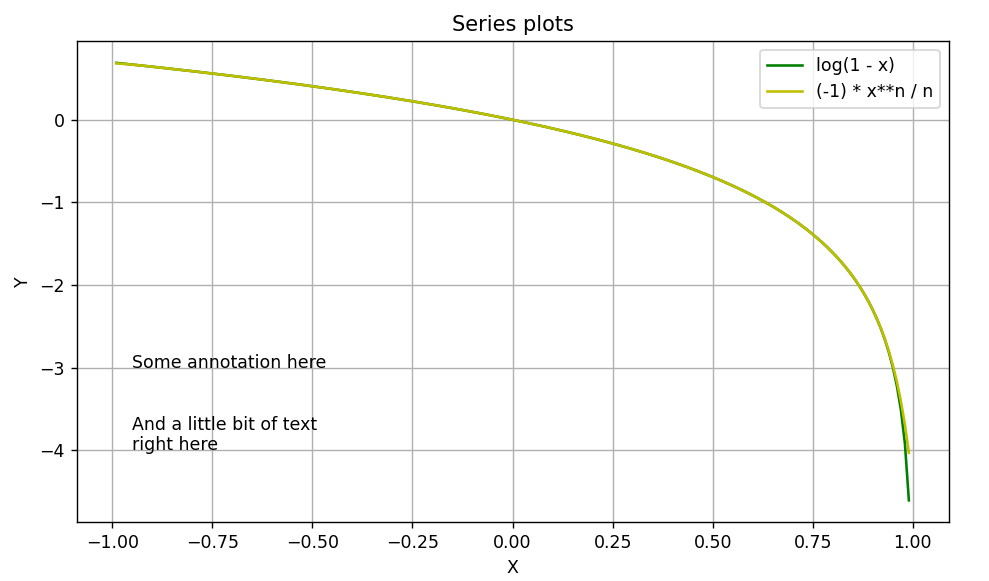 Series plots
log(1 - x)
(-1) * x**n / n
0
−1
Y
−2
−3
Some annotation here
And a little bit of text
right here
−4
−1.00 −0.75 −0.50 −0.25 0.00 0.25 0.50 0.75 1.00
X